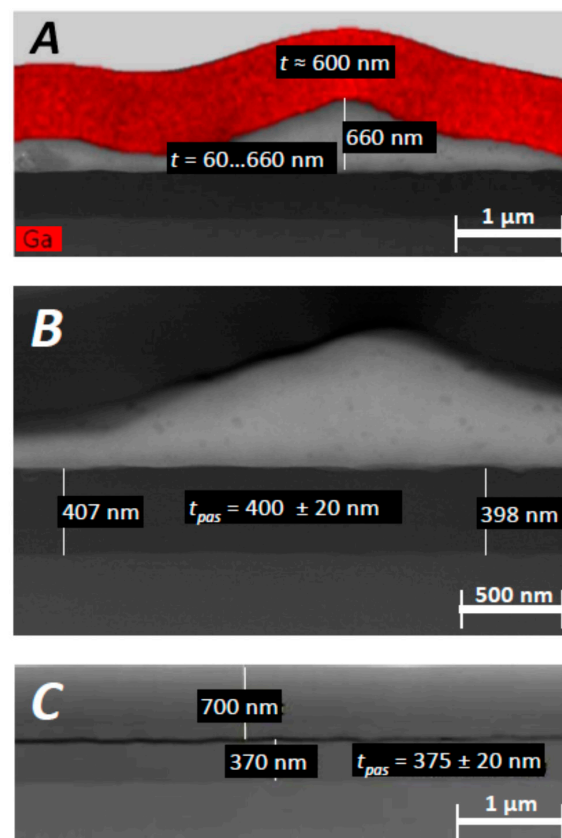 A
t ≈ 600 nm
660 nm
t = 60...660 nm
1 µm
Ga
B
407 nm
t_pas = 400 ± 20 nm
398 nm
500 nm
C
700 nm
370 nm
t_pas = 375 ± 20 nm
1 µm